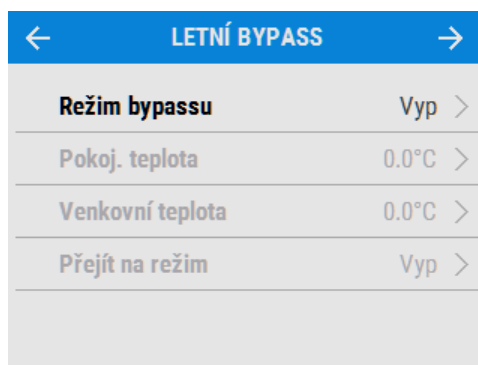 LETNÍ BYPASS
Režim bypassu Vyp
Pokoj. teplota 0.0°C
Venkovní teplota 0.0°C
Přejít na režim Vyp